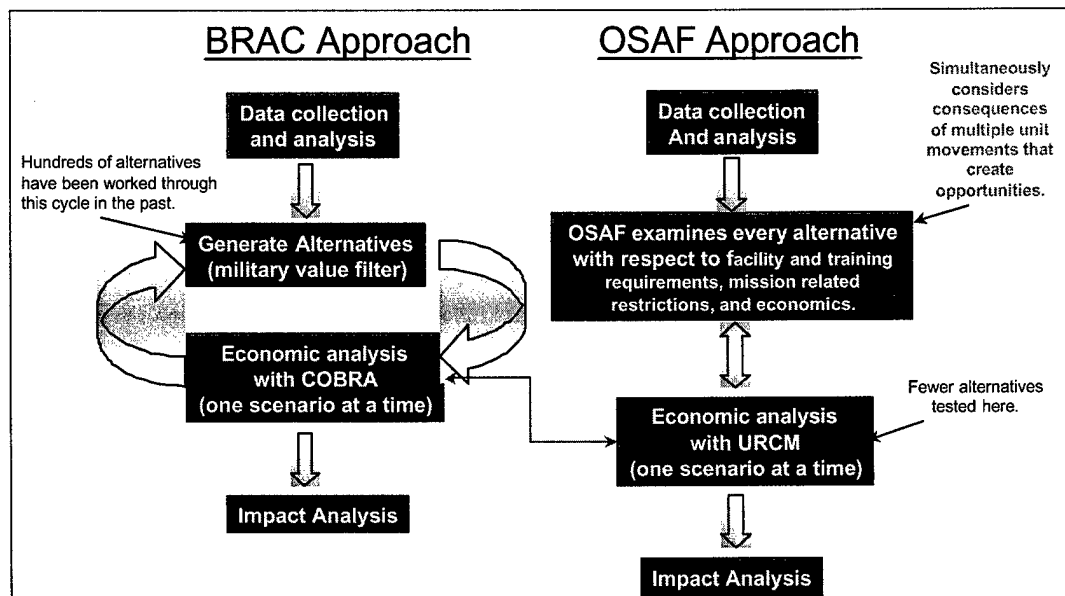 BRAC Approach
Data collection
and analysis
Hundreds of alternatives
have been worked through
this cycle in the past.
Generate Alternatives
(military value filter)
Economic analysis
with COBRA
(one scenario at a time)
Impact Analysis
OSAF Approach
Simultaneously
considers
consequences
of multiple unit
movements that
create
opportunities.
Data collection
And analysis
OSAF examines every alternative
with respect to facility and training
requirements, mission related
restrictions, and economics.
Fewer alternatives
tested here.
Economic analysis
with URCM
(one scenario at a time)
Impact Analysis